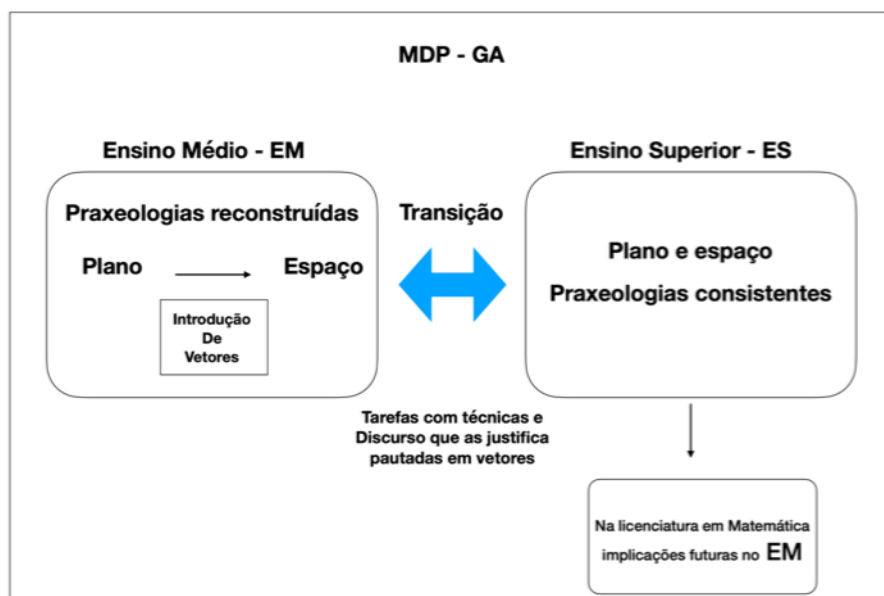 MDP - GA
Ensino Médio - EM
Praxeologias reconstruídas
Plano
Espaço
Introdução
De
Vetores
Transição
Tarefas com técnicas e
Discurso que as justifica
pautadas em vetores
Ensino Superior - ES
Plano e espaço
Praxeologias consistentes
Na licenciatura em Matemática
implicações futuras no EM